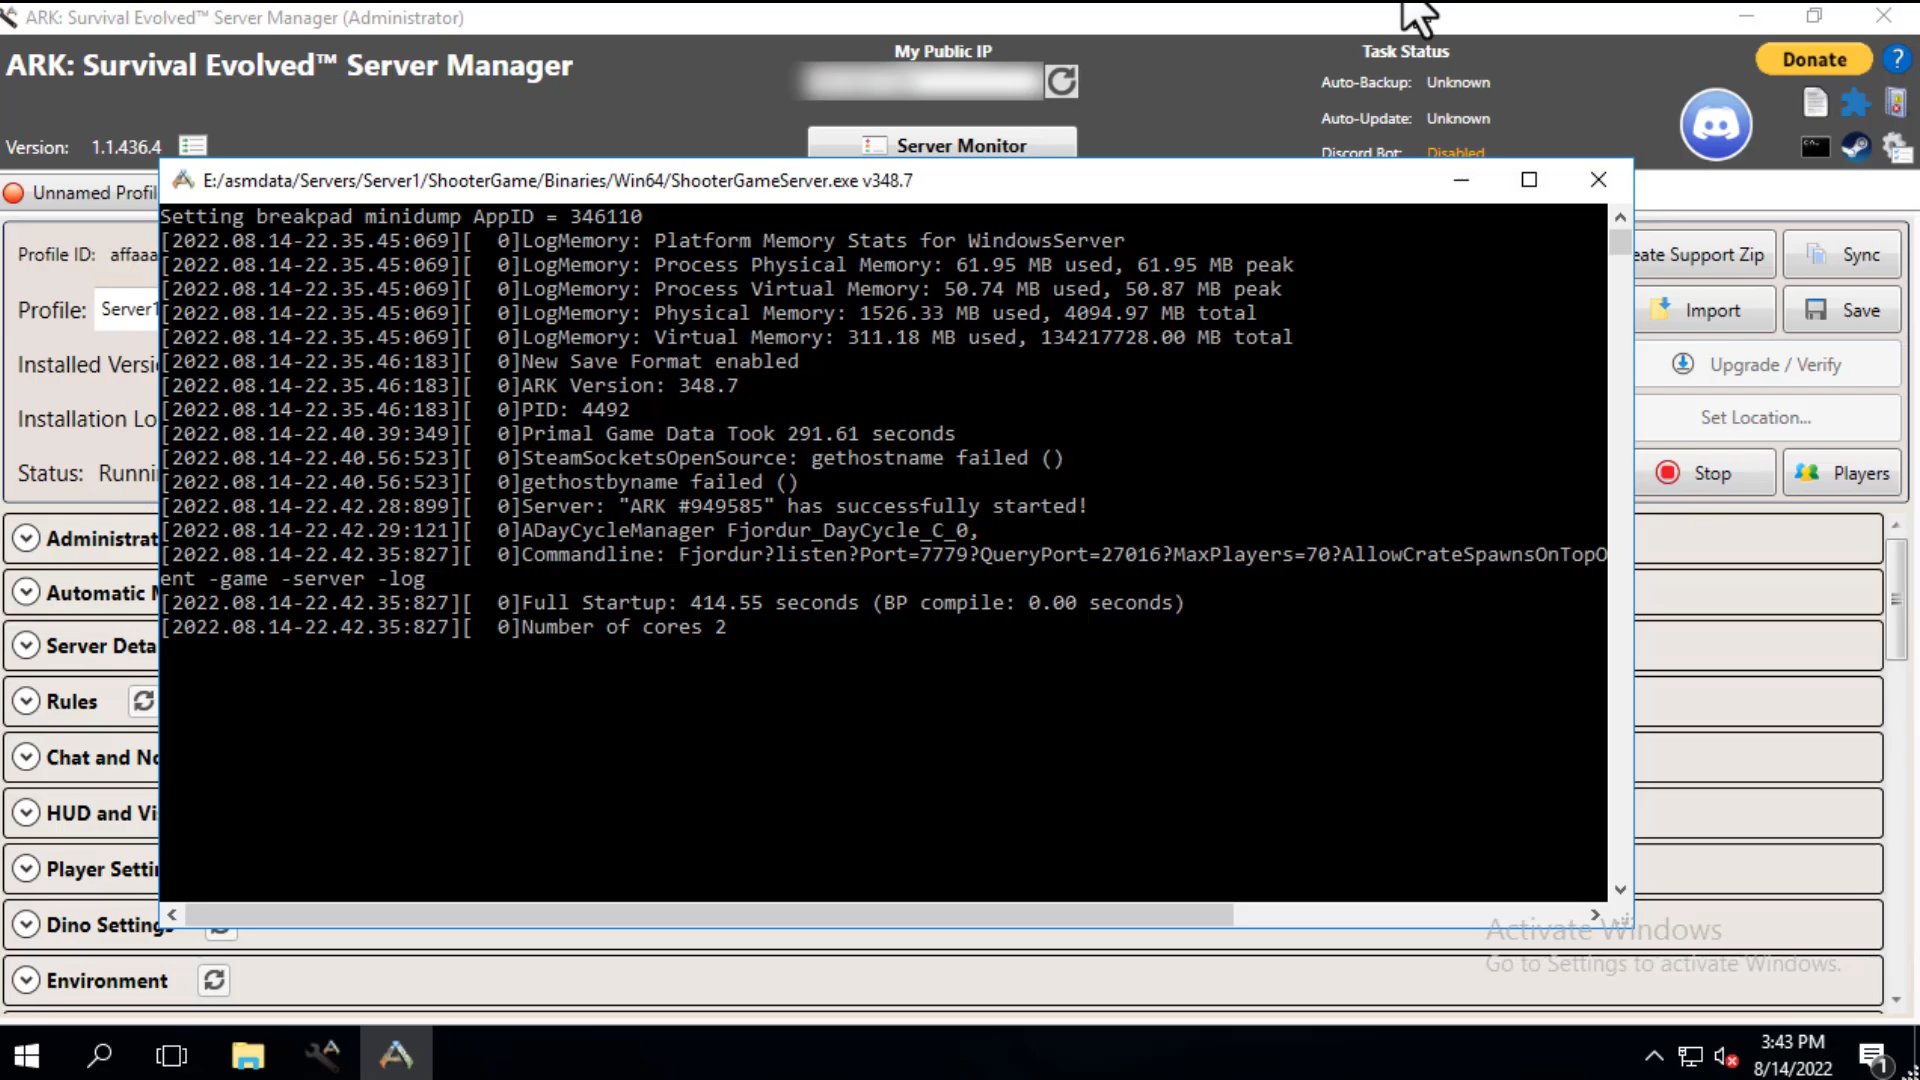 ARK: Survival Evolved™ Server Manager (Administrator)
ARK: Survival Evolved™ Server Manager
My Public IP
Task Status
Donate
?
Auto-Backup: Unknown
Auto-Update: Unknown
Discord Bot: Disabled
Version: 1.1.436.4
Server Monitor
E:/asmdata/Servers/Server1/ShooterGame/Binaries/Win64/ShooterGameServer.exe v348.7
Unnamed Profil
Setting breakpad minidump AppID = 346110
[2022.08.14-22.35.45:069][  0]LogMemory: Platform Memory Stats for WindowsServer
[2022.08.14-22.35.45:069][  0]LogMemory: Process Physical Memory: 61.95 MB used, 61.95 MB peak
[2022.08.14-22.35.45:069][  0]LogMemory: Process Virtual Memory: 50.74 MB used, 50.87 MB peak
[2022.08.14-22.35.45:069][  0]LogMemory: Physical Memory: 1526.33 MB used, 4094.97 MB total
[2022.08.14-22.35.45:069][  0]LogMemory: Virtual Memory: 311.18 MB used, 134217728.00 MB total
[2022.08.14-22.35.46:183][  0]New Save Format enabled
[2022.08.14-22.35.46:183][  0]ARK Version: 348.7
[2022.08.14-22.35.46:183][  0]PID: 4492
[2022.08.14-22.40.39:349][  0]Primal Game Data Took 291.61 seconds
[2022.08.14-22.40.56:523][  0]SteamSocketsOpenSource: gethostname failed ()
[2022.08.14-22.40.56:523][  0]gethostbyname failed ()
[2022.08.14-22.42.28:899][  0]Server: "ARK #949585" has successfully started!
[2022.08.14-22.42.29:121][  0]ADayCycleManager Fjordur_DayCycle_C_0,
[2022.08.14-22.42.35:827][  0]Commandline: Fjordur?listen?Port=7779?QueryPort=27016?MaxPlayers=70?AllowCrateSpawnsOnTopO
ent -game -server -log
[2022.08.14-22.42.35:827][  0]Full Startup: 414.55 seconds (BP compile: 0.00 seconds)
[2022.08.14-22.42.35:827][  0]Number of cores 2
Profile ID: affaaa
Profile: Server1
Installed Versi
Installation Lo
Status: Runni
eate Support Zip
Sync
Import
Save
Upgrade / Verify
Set Location...
Stop
Players
Administrat
Automatic M
Server Deta
Rules
Chat and No
HUD and Vi
Player Setti
Dino Settings
Environment
Activate Windows
Go to Settings to activate Windows.
3:43 PM
8/14/2022
1